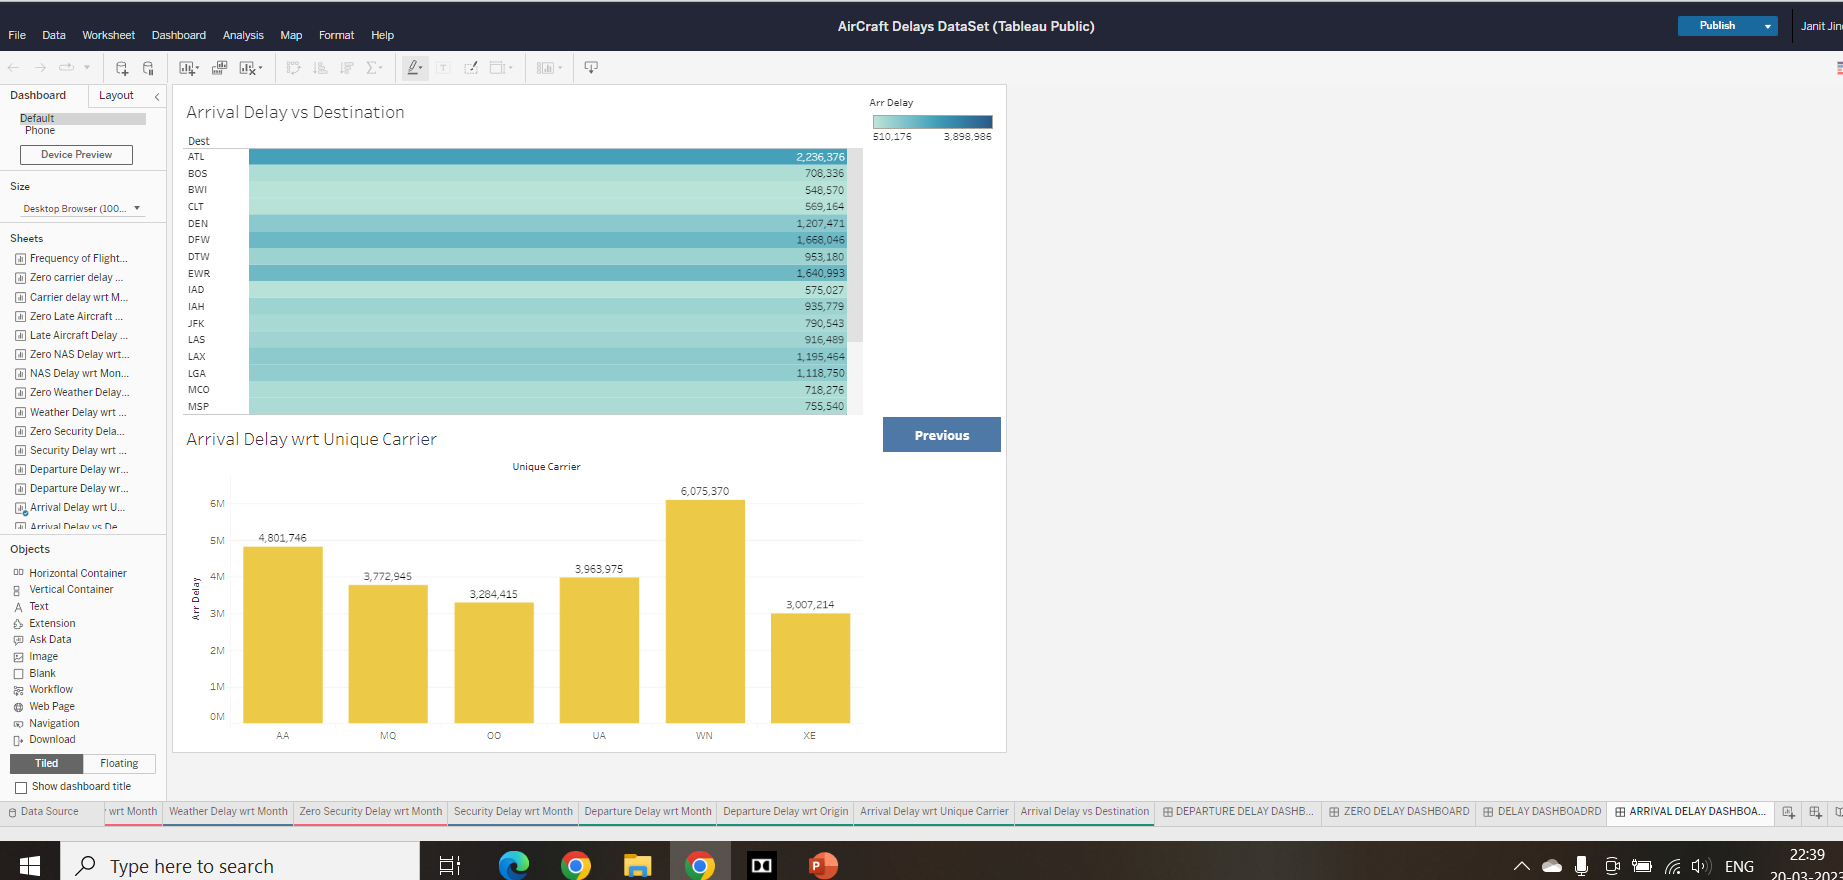 AirCraft Delays DataSet (Tableau Public)
Publish
Janit Jin
File Data Worksheet Dashboard Analysis Map Format Help
Dashboard Layout
Default
Phone
Device Preview
Size
Desktop Browser (100...
Sheets
Frequency of Flight...
Zero carrier delay ...
Carrier delay wrt M...
Zero Late Aircraft ...
Late Aircraft Delay ...
Zero NAS Delay wrt...
NAS Delay wrt Mon...
Zero Weather Delay...
Weather Delay wrt ...
Zero Security Dela...
Security Delay wrt ...
Departure Delay wr...
Departure Delay wr...
Arrival Delay wrt U...
Arrival Delay vs De
Objects
Horizontal Container
Vertical Container
Text
Extension
Ask Data
Image
Blank
Workflow
Web Page
Navigation
Download
Tiled Floating
Show dashboard title
Arrival Delay vs Destination
Dest
ATL 2,236,376
BOS 708,336
BWI 548,570
CLT 569,164
DEN 1,207,471
DFW 1,668,046
DTW 953,180
EWR 1,640,993
IAD 575,027
IAH 935,779
JFK 790,543
LAS 916,489
LAX 1,195,464
LGA 1,118,750
MCO 718,276
MSP 755,540
Arr Delay
510,176 3,898,986
Previous
Arrival Delay wrt Unique Carrier
Unique Carrier
Arr Delay
6M
5M
4M
3M
2M
1M
0M
4,801,746
3,772,945
3,284,415
3,963,975
6,075,370
3,007,214
AA MQ OO UA WN XE
Data Source
wrt Month
Weather Delay wrt Month
Zero Security Delay wrt Month
Security Delay wrt Month
Departure Delay wrt Month
Departure Delay wrt Origin
Arrival Delay wrt Unique Carrier
Arrival Delay vs Destination
DEPARTURE DELAY DASHB...
ZERO DELAY DASHBOARD
DELAY DASHBOADRD
ARRIVAL DELAY DASHBOA...
Type here to search
ENG
22:39